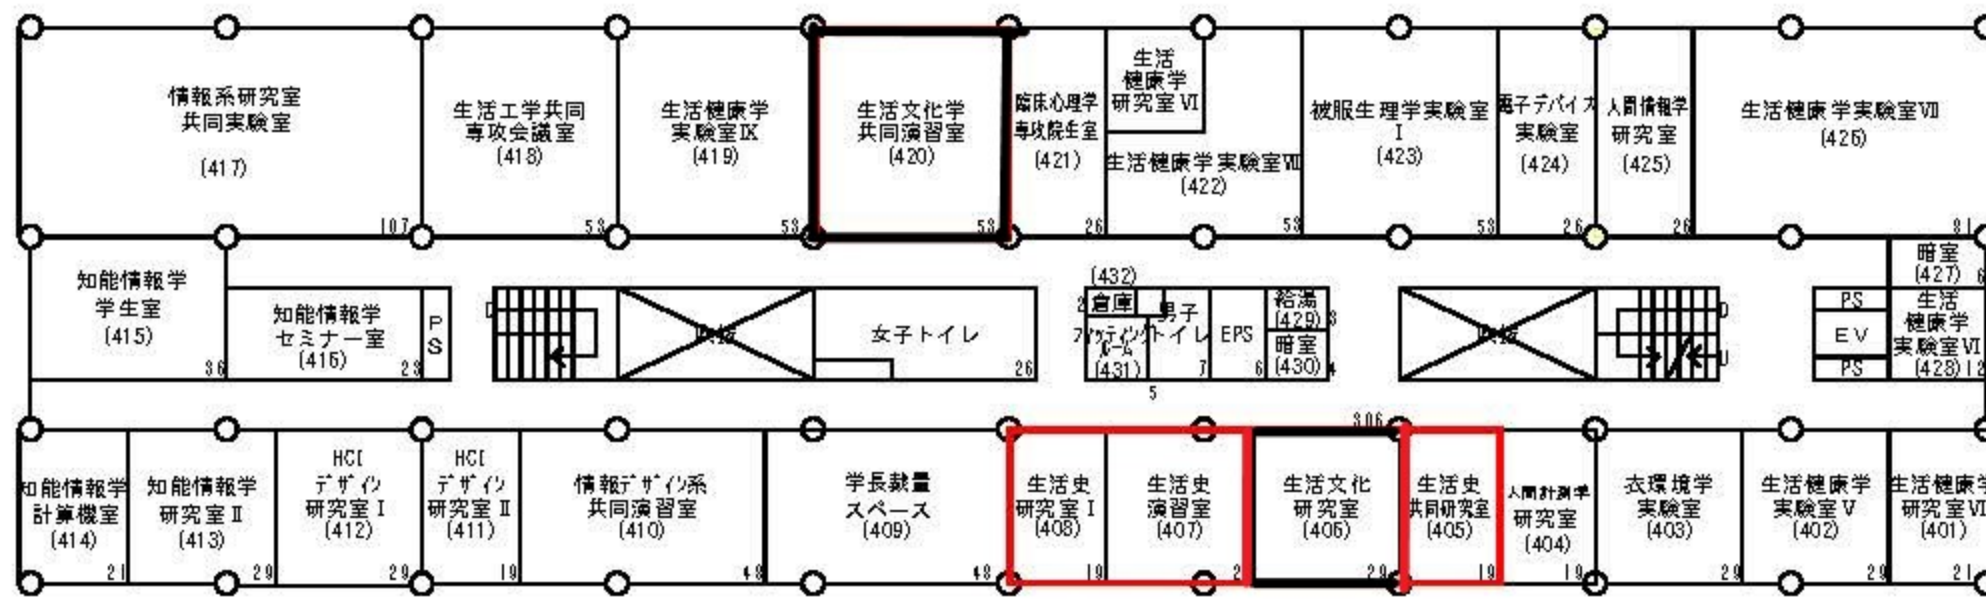 情報系研究室
共同実験室
(417)
107
生活工学共同
専攻会議室
(418)
53
生活健康学
実験室Ⅸ
(419)
53
生活文化学
共同演習室
(420)
53
臨床心理学
専攻院生室
(421)
26
生活
健康学
研究室Ⅵ
生活健康学実験室Ⅶ
(422)
53
被服生理学実験室
Ⅰ
(423)
53
電子デバイス
実験室
(424)
26
人間情報学
研究室
(425)
26
生活健康学実験室Ⅶ
(426)
81
知能情報学
学生室
(415)
36
知能情報学
セミナー室
(416)
23
PS
D
女子トイレ
26
(432)
2
倉庫
フィッティング
ルーム
(431)
5
男子
トイレ
7
EPS
6
給湯
(429)
3
暗室
(430)
4
D
U
PS
EV
PS
暗室
(427)
6
生活
健康学
実験室Ⅵ
(428)
12
306
知能情報学
計算機室
(414)
21
知能情報学
研究室Ⅱ
(413)
29
HCI
デザイン
研究室Ⅰ
(412)
29
HCI
デザイン
研究室Ⅱ
(411)
19
情報デザイン系
共同演習室
(410)
48
学長裁量
スペース
(409)
48
生活史
研究室Ⅰ
(408)
19
生活史
演習室
(407)
生活文化
研究室
(406)
29
生活史
共同研究室
(405)
19
人間計測学
研究室
(404)
19
衣環境学
実験室
(403)
29
生活健康学
実験室Ⅴ
(402)
29
生活健康学
研究室Ⅵ
(401)
21